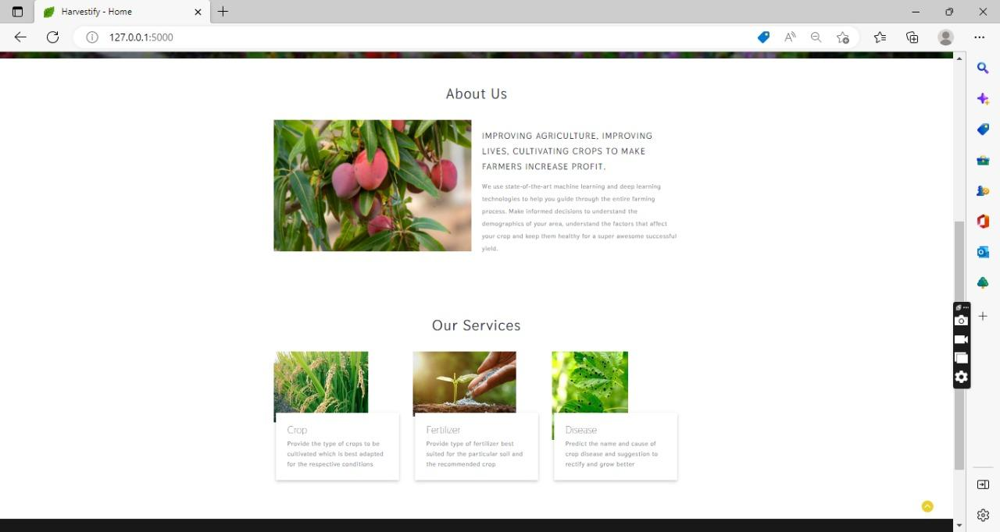 Harvestify - Home
127.0.0.1:5000
About Us
IMPROVING AGRICULTURE, IMPROVING
LIVES, CULTIVATING CROPS TO MAKE
FARMERS INCREASE PROFIT.
We use state-of-the-art machine learning and deep learning
technologies to help you guide through the entire farming
process. Make informed decisions to understand the
demographics of your area, understand the factors that affect
your crop and keep them healthy for a super awesome successful
yield.
Our Services
Crop
Provide the type of crops to be
cultivated which is best adapted
for the respective conditions
Fertilizer
Provide type of fertilizer best
suited for the particular soil and
the recommended crop
Disease
Predict the name and cause of
crop disease and suggestion to
rectify and grow better